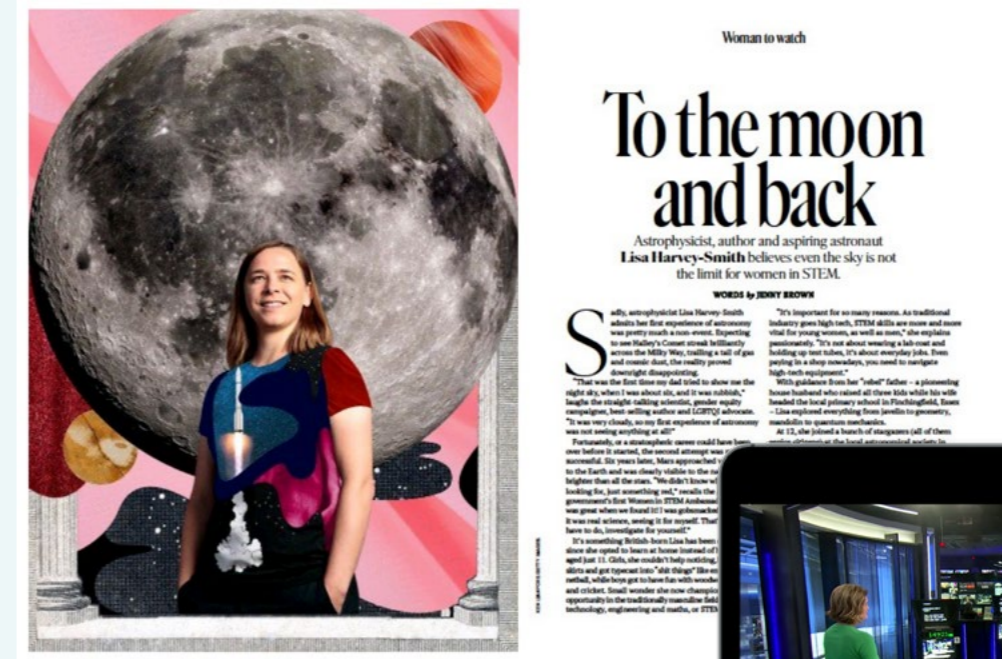 Woman to watch
To the moon
and back
Astrophysicist, author and aspiring astronaut
Lisa Harvey-Smith believes even the sky is not
the limit for women in STEM.
WORDS by JENNY BROWN
Sadly, astrophysicist Lisa Harvey-Smith
admits her first experience of astronomy
was pretty much a non-event. Expecting
to see Halley's Comet streak brilliantly
across the Milky Way, trailing a tail of gas
and cosmic dust, the reality proved
downright disappointing.
"That was the first time my dad tried to show me the
night sky, when I was about six, and it was rubbish,"
laughs the straight-talking scientist, gender equity
campaigner, best-selling author and LGBTQI advocate.
"It was very cloudy, so my first experience of astronomy
was not seeing anything at all!"
Fortunately, or a stratospheric career could have been
over before it started, the second attempt was
successful. Six years later, Mars approached
to the Earth and was clearly visible to the
brighter than all the stars. "We didn't know
looking for, just something red," recalls the
government's first Women in STEM
was great when we found it! I was
it was real science, seeing it for myself.
have to do, investigate for yourself."
It's something British-born Lisa has been
since she opted to learn at home instead of
aged just 11. Girls, she couldn't help noticing,
skirts and got typecast into "shit things" like
netball, while boys got to have fun with
and cricket. Small wonder she now
opportunity in the traditionally masculine
technology, engineering and maths, or STEM
"It's important for so many reasons. As traditional
industry goes high tech, STEM skills are more and more
vital for young women, as well as men," she explains
passionately. "It's not about wearing a lab coat and
holding up test tubes, it's about everyday jobs. Even
paying in a shop nowadays, you need to navigate
high-tech equipment."
With guidance from her "rebel" father – a pioneering
house husband who raised all three kids while his wife
headed the local primary school in Finchingfield, Essex
– Lisa explored everything from javelin to geometry,
mandolin to quantum mechanics.
At 12, she joined a bunch of stargazers (all of them